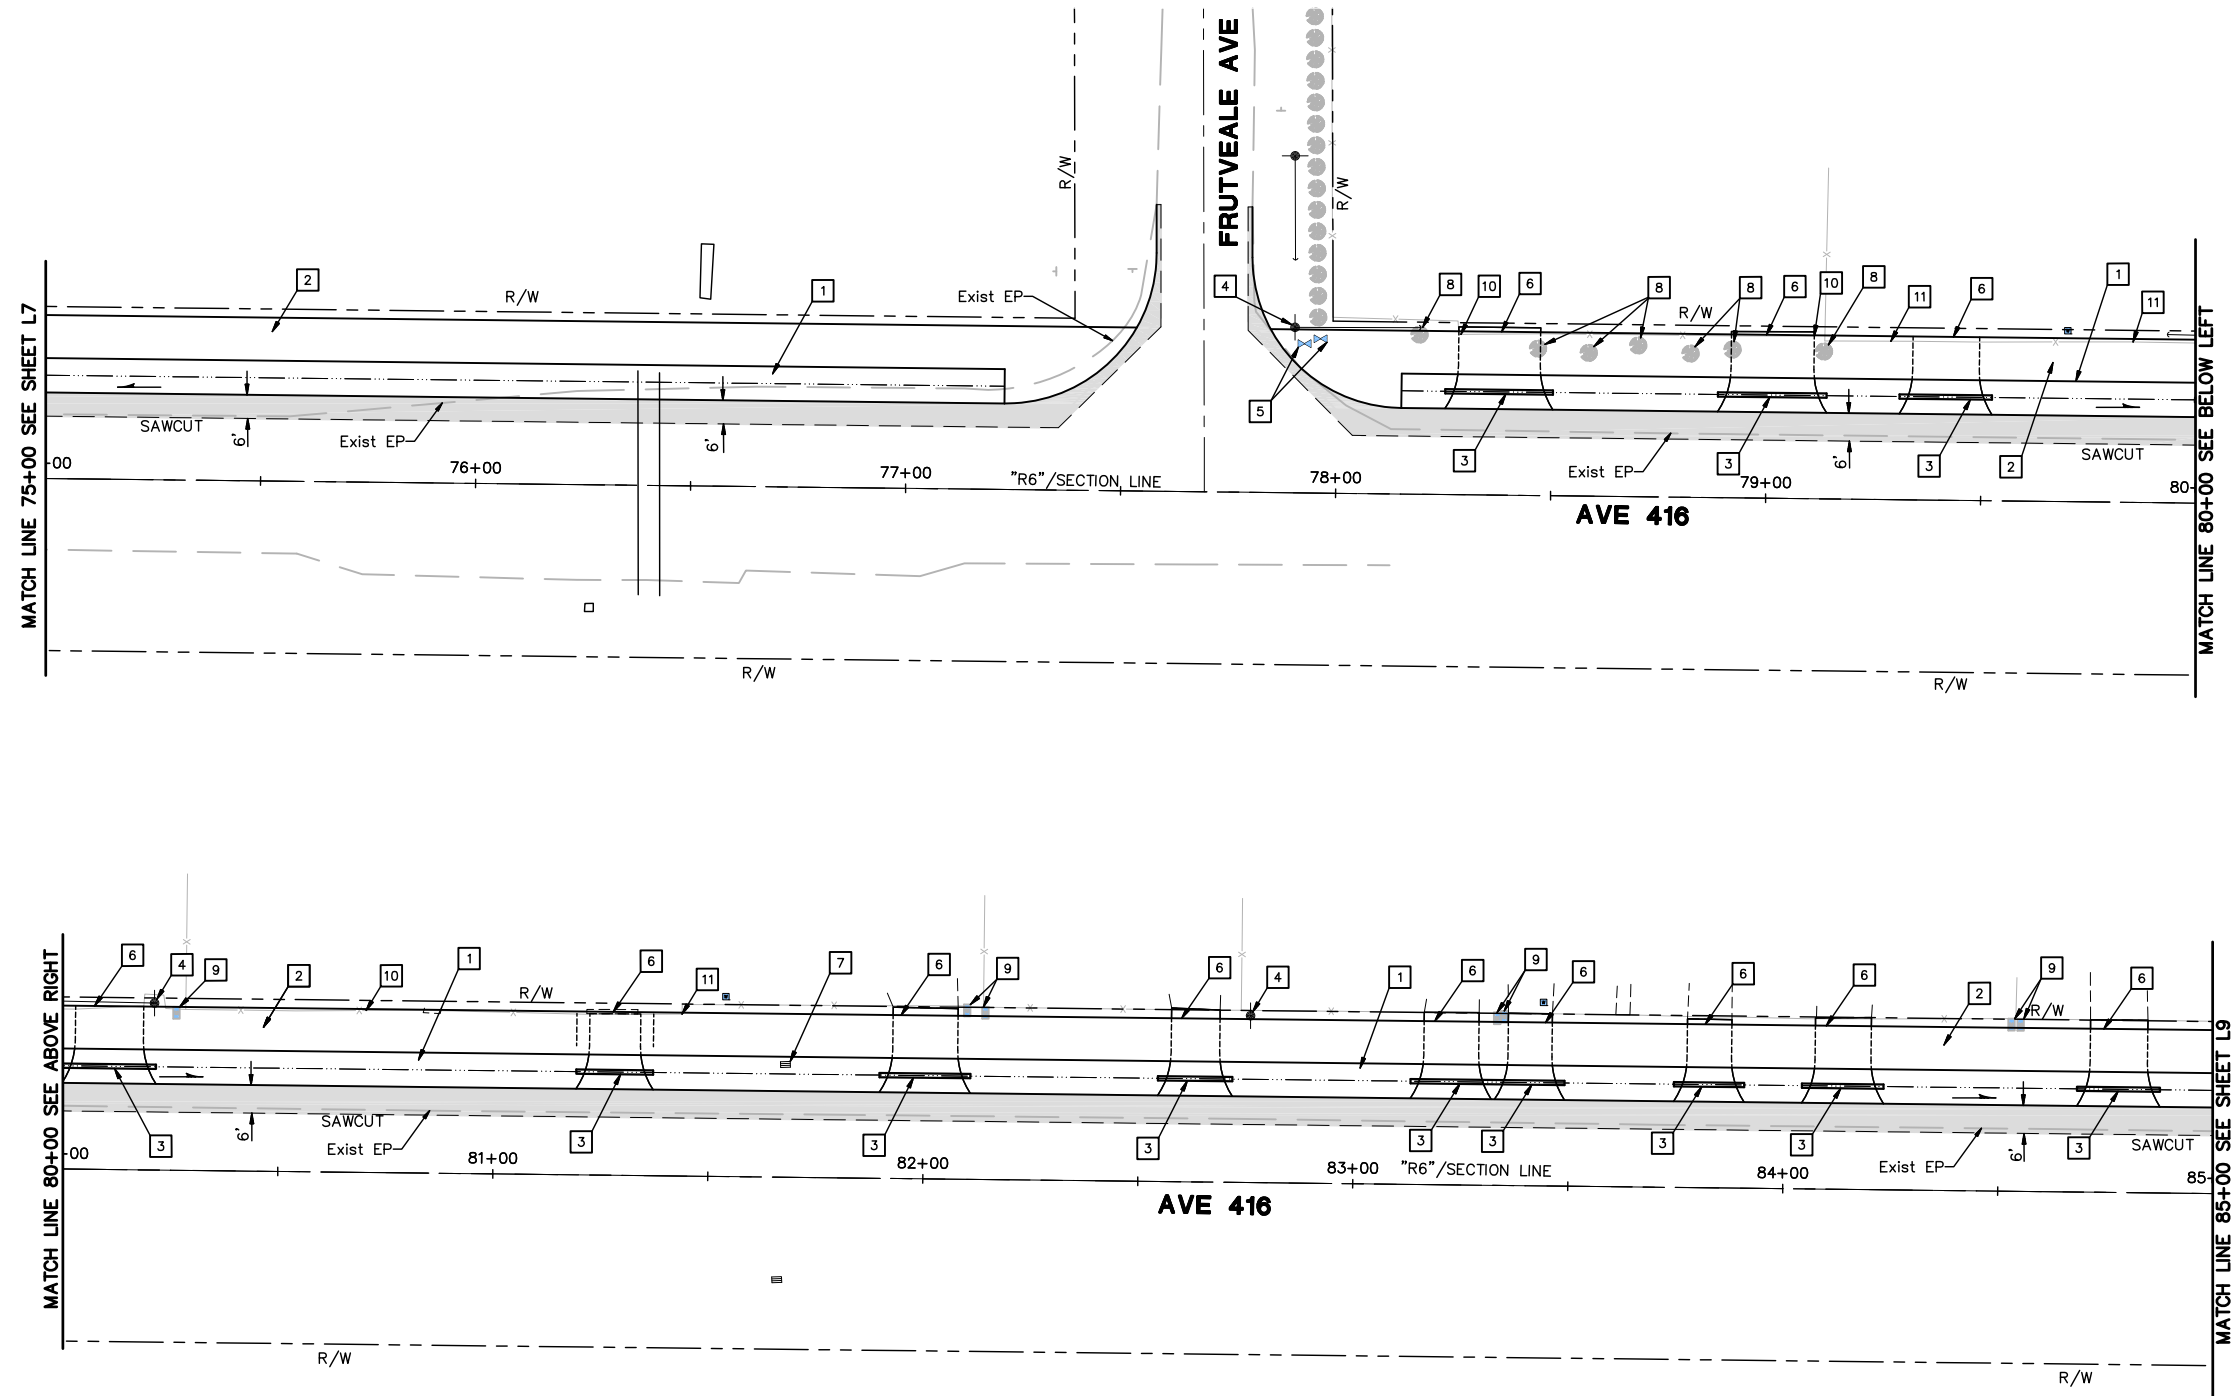 FRUTVEALE AVE
R/W
R/W
2
1
R/W
Exist EP
4
8
10
6
8
8
6
10
8
11
6
1
11
R/W
MATCH LINE 75+00 SEE SHEET L7
SAWCUT
6'
Exist EP
6'
5
3
Exist EP
3
6'
3
2
SAWCUT
MATCH LINE 80+00 SEE BELOW LEFT
00
76+00
77+00
"R6"/SECTION LINE
78+00
79+00
80
AVE 416
R/W
R/W
MATCH LINE 80+00 SEE ABOVE RIGHT
6
4
9
2
10
1
R/W
6
11
7
6
9
6
4
1
6
9
6
6
6
2
9
R/W
6
SAWCUT
6'
Exist EP
3
3
3
3
3
3
3
3
Exist EP
6'
3
SAWCUT
MATCH LINE 85+00 SEE SHEET L9
00
81+00
82+00
83+00
"R6"/SECTION LINE
84+00
85
AVE 416
R/W
R/W